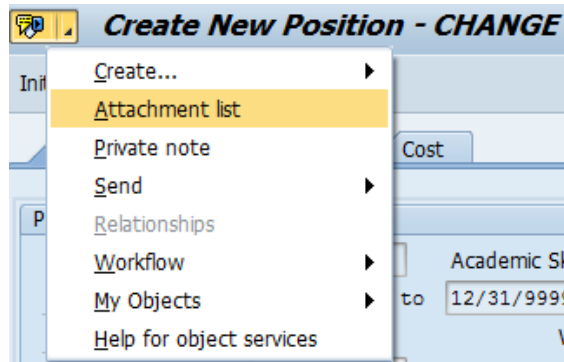 Create New Position - CHANGE
Create...
Attachment list
Private note
Cost
Send
Relationships
Workflow
Academic
My Objects
to 12/31/999
Help for object services